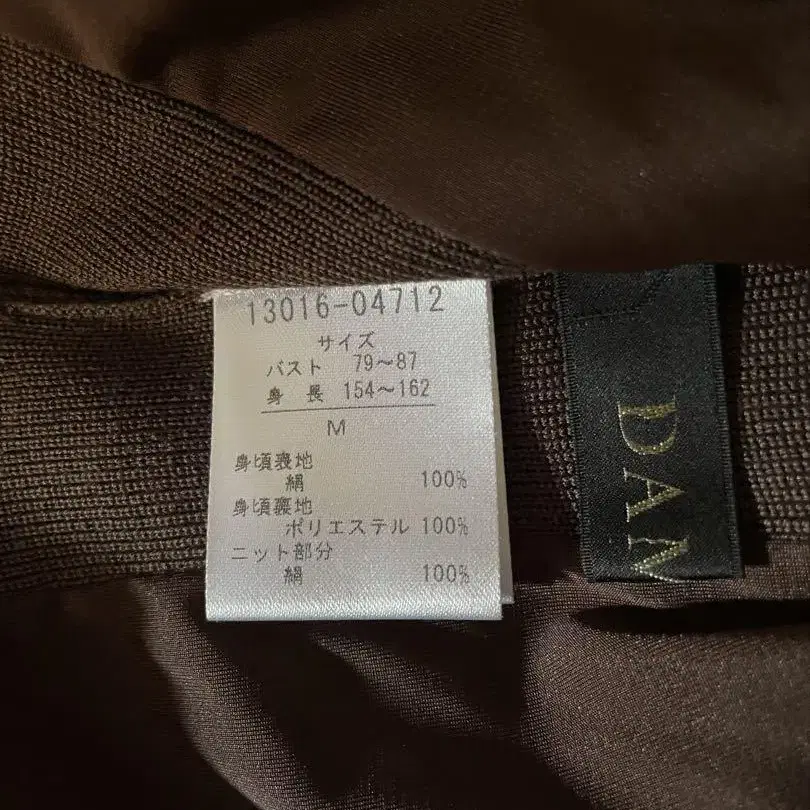 13016-04712
サイズ
バスト 79～87
身 長 154～162
M
身頃表地
絹 100%
身頃裏地
ポリエステル 100%
ニット部分
絹 100%
DAM